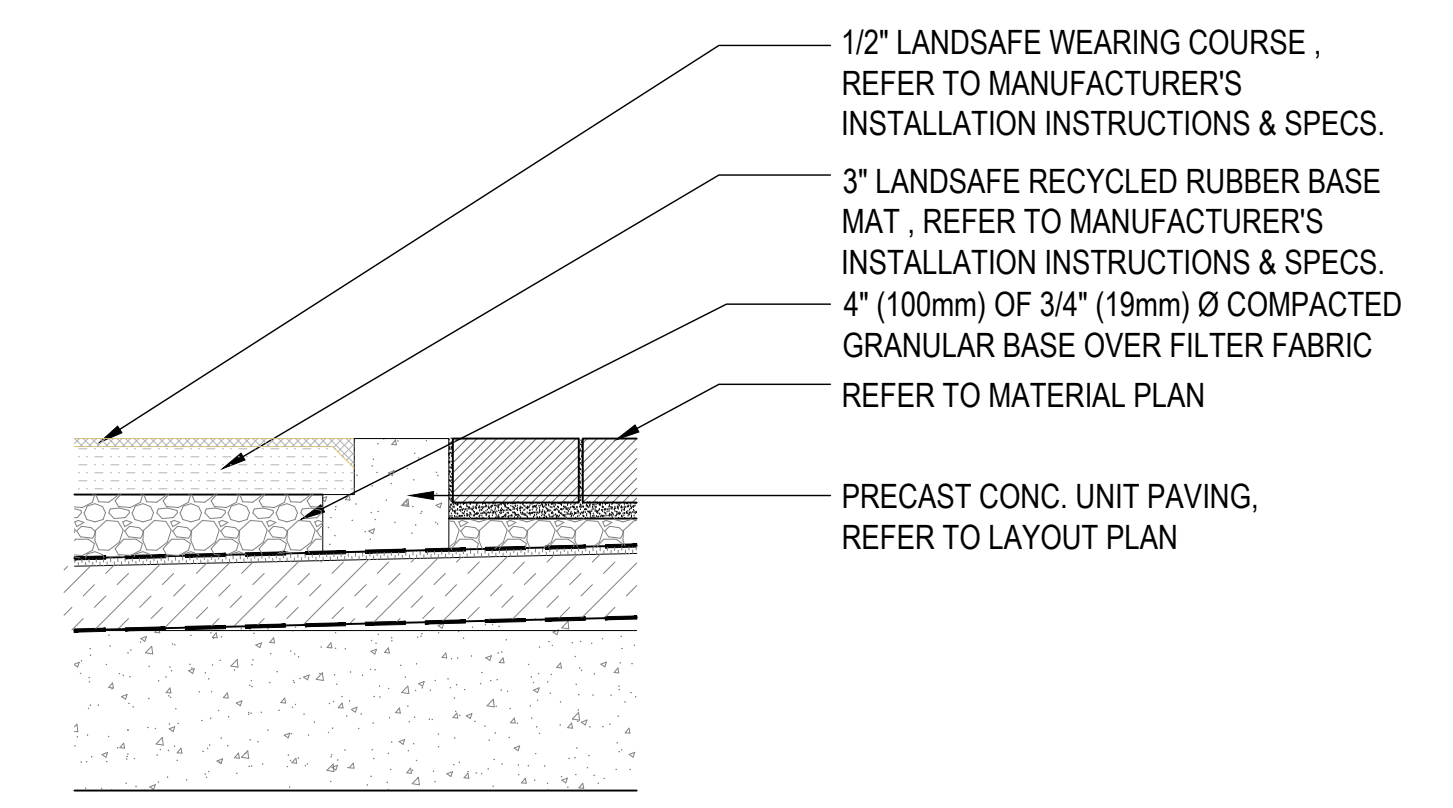 1/2" LANDSAFE WEARING COURSE ,
REFER TO MANUFACTURER'S
INSTALLATION INSTRUCTIONS & SPECS.
3" LANDSAFE RECYCLED RUBBER BASE
MAT , REFER TO MANUFACTURER'S
INSTALLATION INSTRUCTIONS & SPECS.
4" (100mm) OF 3/4" (19mm) Ø COMPACTED
GRANULAR BASE OVER FILTER FABRIC
REFER TO MATERIAL PLAN
PRECAST CONC. UNIT PAVING,
REFER TO LAYOUT PLAN